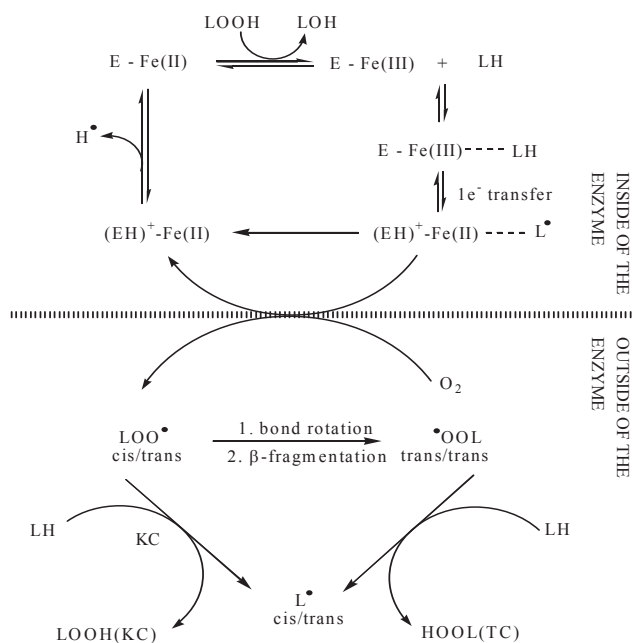 LOOH LOH
E - Fe(II) E - Fe(III) + LH
H•
E - Fe(III) ---- LH
1e⁻ transfer
(EH)⁺-Fe(II) (EH)⁺-Fe(II) ---- L•
INSIDE OF THE
ENZYME
OUTSIDE OF THE
ENZYME
O₂
LOO•
cis/trans
1. bond rotation
2. β-fragmentation
•OOL
trans/trans
LH KC LH
L•
cis/trans
LOOH(KC) HOOL(TC)